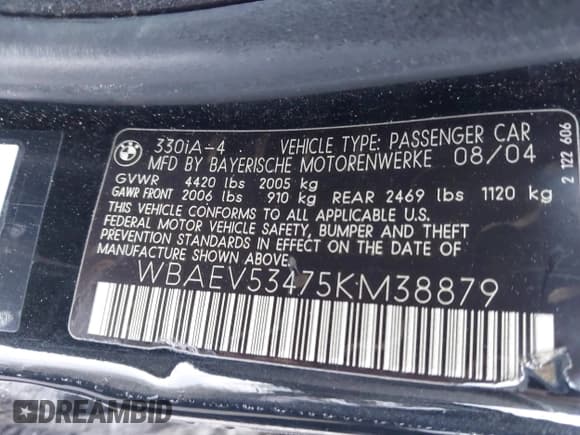 330iA-4 VEHICLE TYPE: PASSENGER CAR
MFD BY BAYERISCHE MOTORENWERKE 08/04
GVWR 4420 lbs 2005 kg
GAWR FRONT 2006 lbs 910 kg REAR 2469 lbs 1120 kg
THIS VEHICLE CONFORMS TO ALL APPLICABLE U.S.
FEDERAL MOTOR VEHICLE SAFETY, BUMPER AND THEFT
PREVENTION STANDARDS IN EFFECT ON THE DATE OF
MANUFACTURE SHOWN ABOVE.
WBAEV53475KM38879
2 122 606
DREAMBID